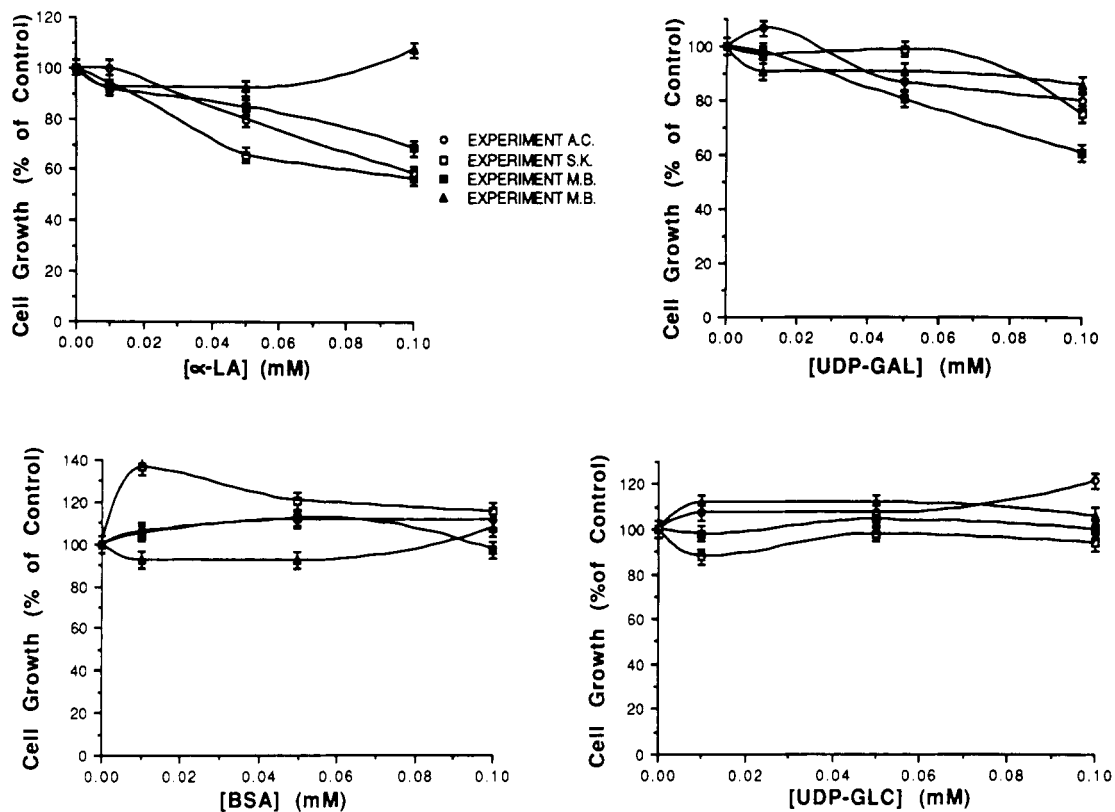 Cell Growth (% of Control)
120
100
80
60
40
20
0
0.00 0.02 0.04 0.06 0.08 0.10
[∝-LA] (mM)
EXPERIMENT A.C.
EXPERIMENT S.K.
EXPERIMENT M.B.
EXPERIMENT M.B.
Cell Growth (% of Control)
100
80
60
40
20
0
0.00 0.02 0.04 0.06 0.08 0.10
[UDP-GAL] (mM)
Cell Growth (% of Control)
140
120
100
80
60
40
20
0
0.00 0.02 0.04 0.06 0.08 0.10
[BSA] (mM)
Cell Growth (%of Control)
120
100
80
60
40
20
0
0.00 0.02 0.04 0.06 0.08 0.10
[UDP-GLC] (mM)